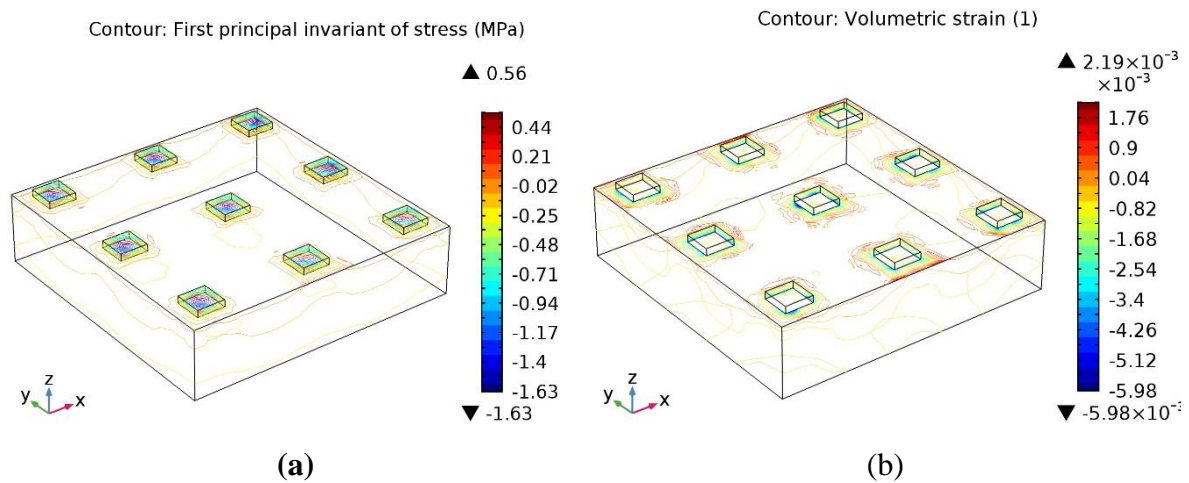 Contour: First principal invariant of stress (MPa)
▲ 0.56
0.44
0.21
-0.02
-0.25
-0.48
-0.71
-0.94
-1.17
-1.4
-1.63
▼ -1.63
z
y
x
(a)
Contour: Volumetric strain (1)
▲ 2.19×10⁻³
×10⁻³
1.76
0.9
0.04
-0.82
-1.68
-2.54
-3.4
-4.26
-5.12
-5.98
▼ -5.98×10⁻³
z
y
x
(b)